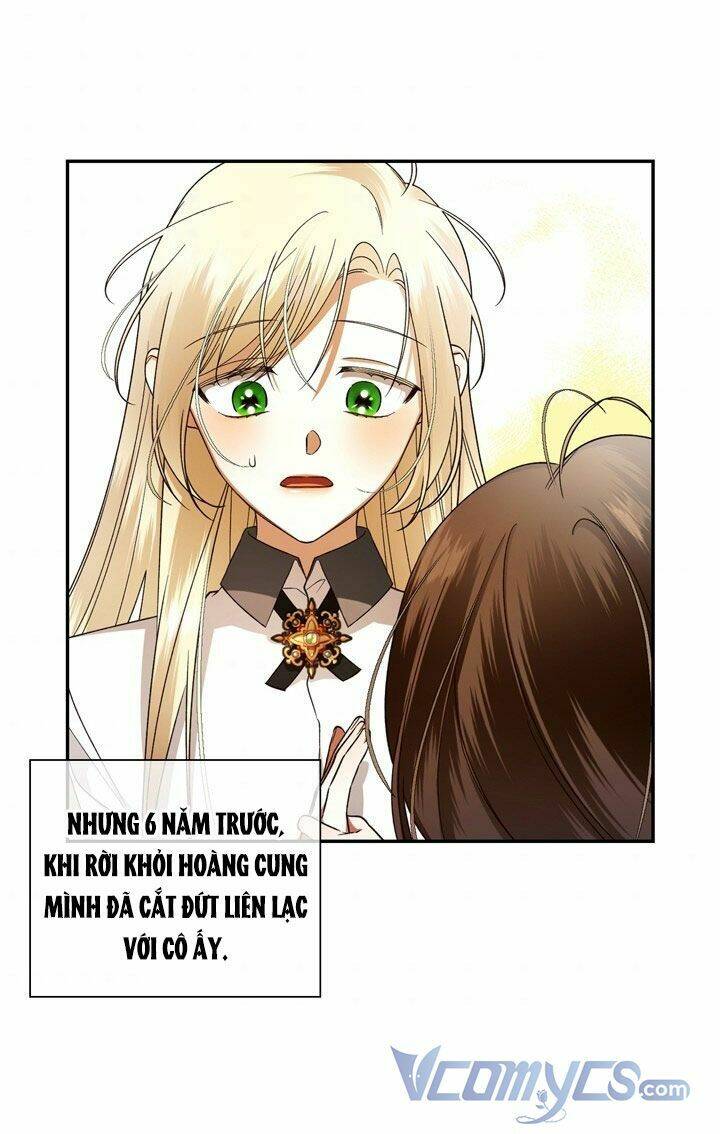 NHƯNG 6 NĂM TRƯỚC,
KHI RỜI KHỎI HOÀNG CUNG
MÌNH ĐÃ CẮT ĐỨT LIÊN LẠC
VỚI CÔ ẤY.
VCOMYCS.com